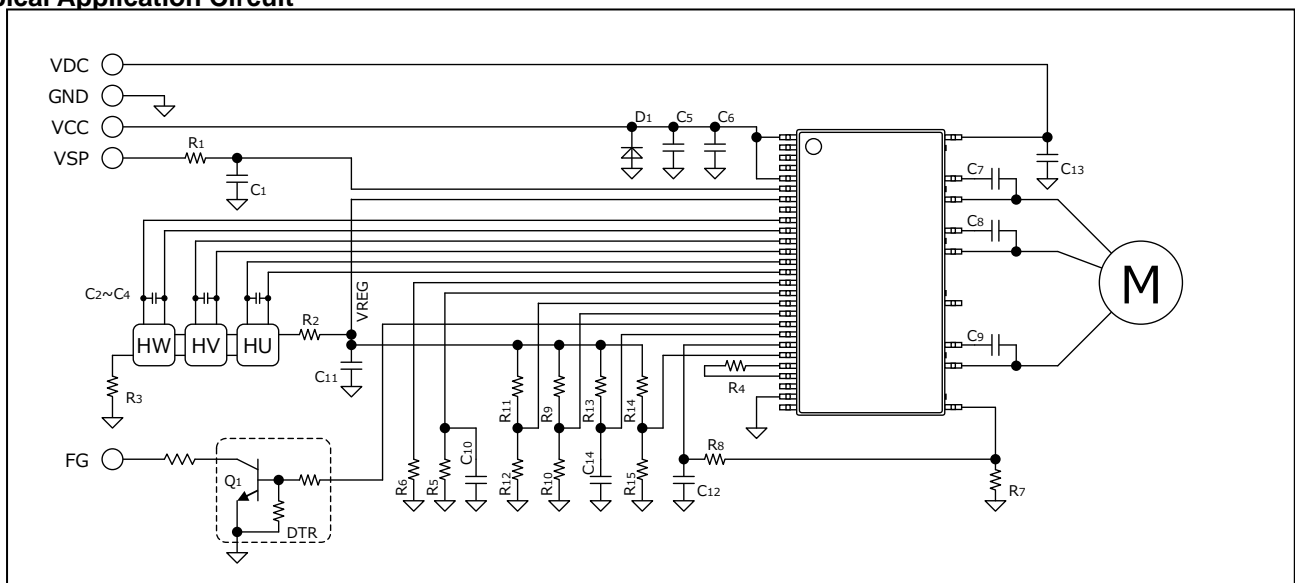 pical Application Circuit
VDC
GND
VCC
VSP
R1
C1
D1
C5
C6
C7
C13
C8
M
C2~C4
HW
HV
HU
R2
VREG
C11
R3
C9
R4
R11
R9
R13
R14
FG
Q1
DTR
R6
R5
C10
R12
R10
C14
R15
R8
C12
R7